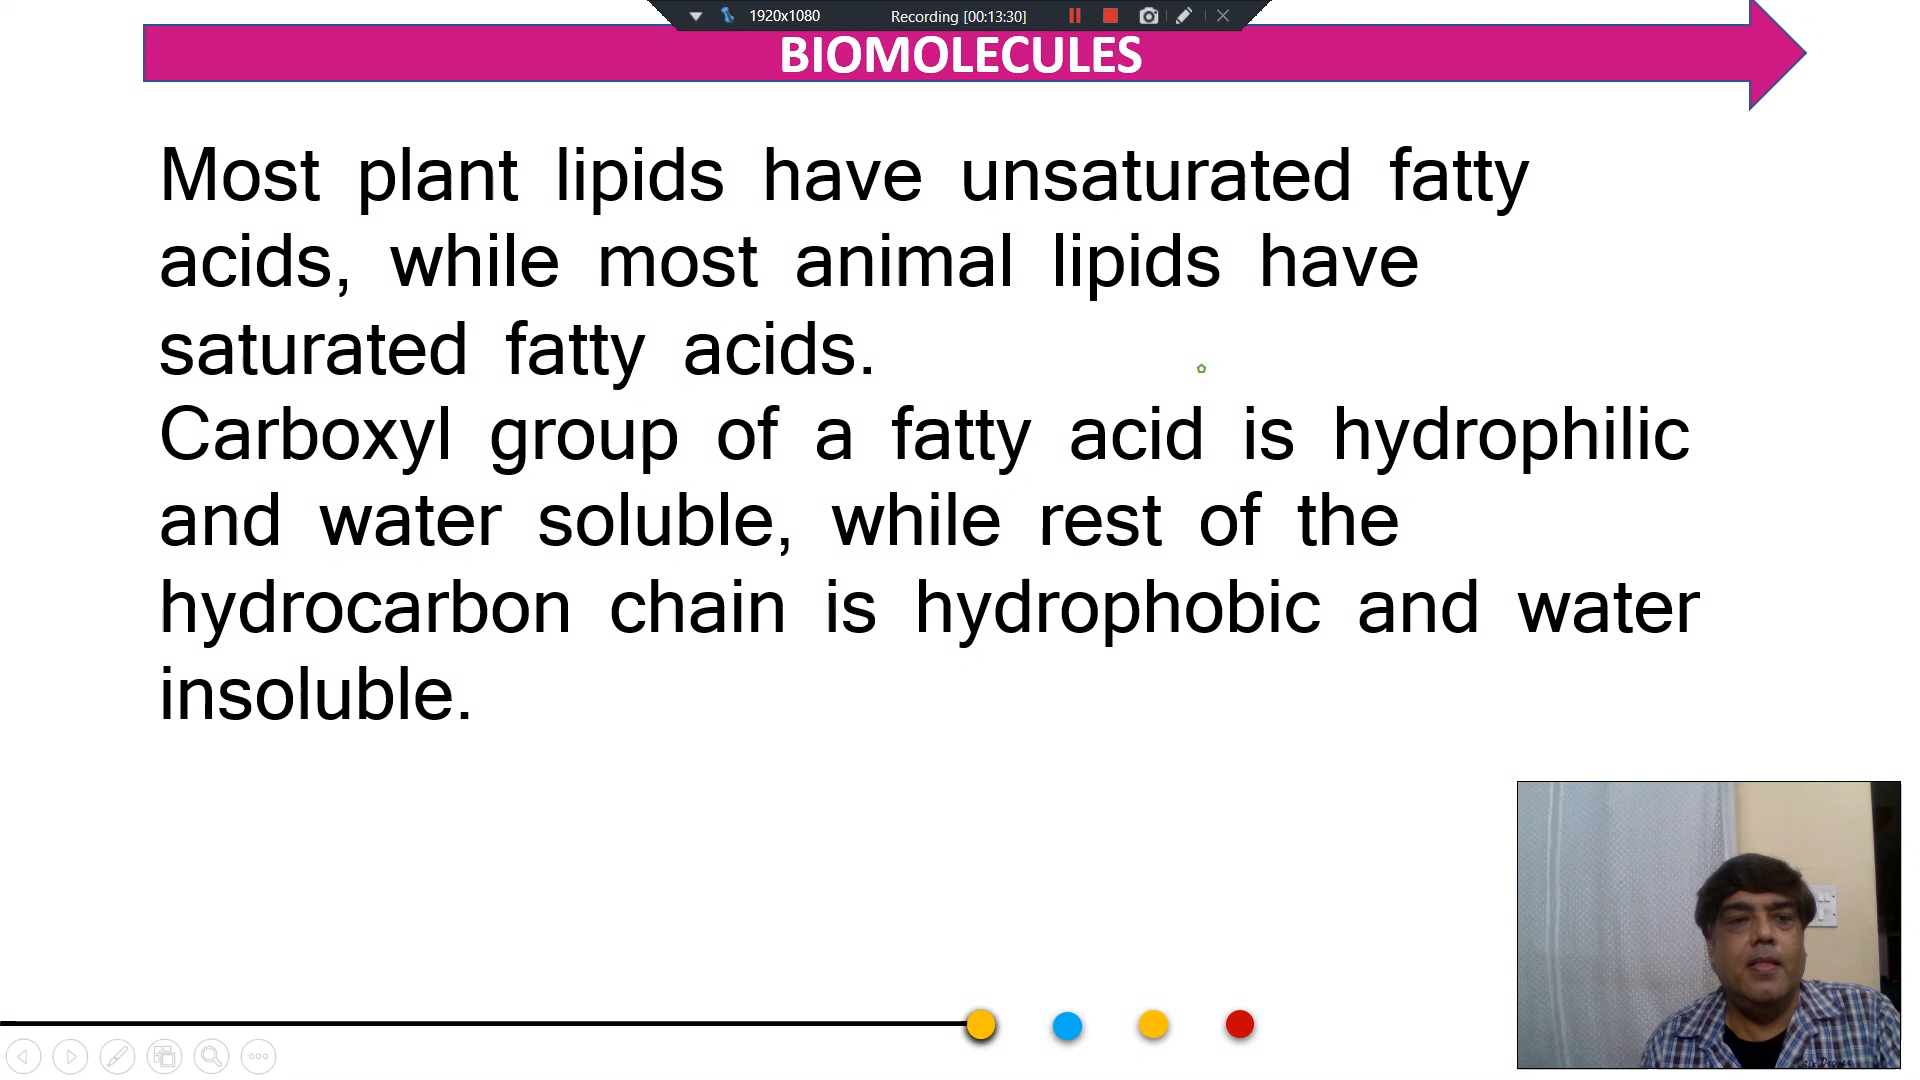 1920x1080 Recording [00:13:30]
BIOMOLECULES
Most plant lipids have unsaturated fatty
acids, while most animal lipids have
saturated fatty acids.
Carboxyl group of a fatty acid is hydrophilic
and water soluble, while rest of the
hydrocarbon chain is hydrophobic and water
insoluble.